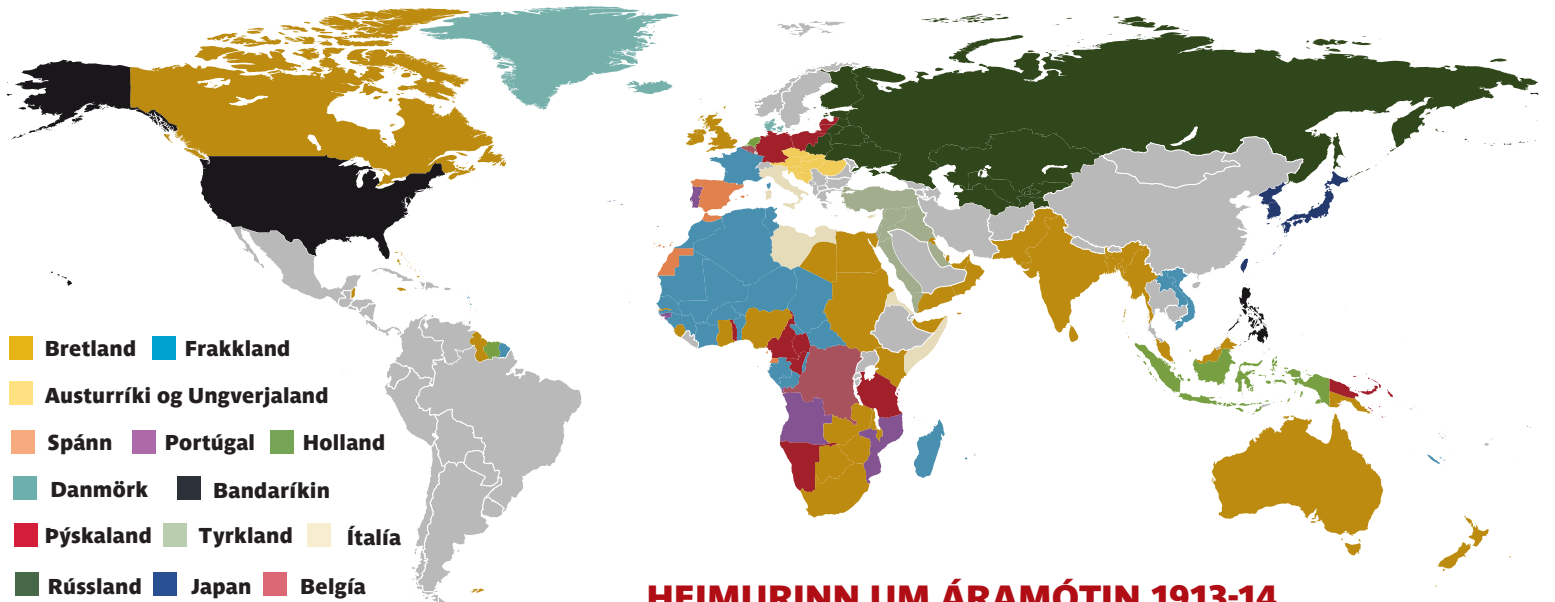 Bretland Frakkland
Austurríki og Ungverjaland
Spánn Portúgal Holland
Danmörk Bandaríkin
Þýskaland Tyrkland Ítalía
Rússland Japan Belgía
HEIMURINN UM ÁRAMÓTIN 1913-14